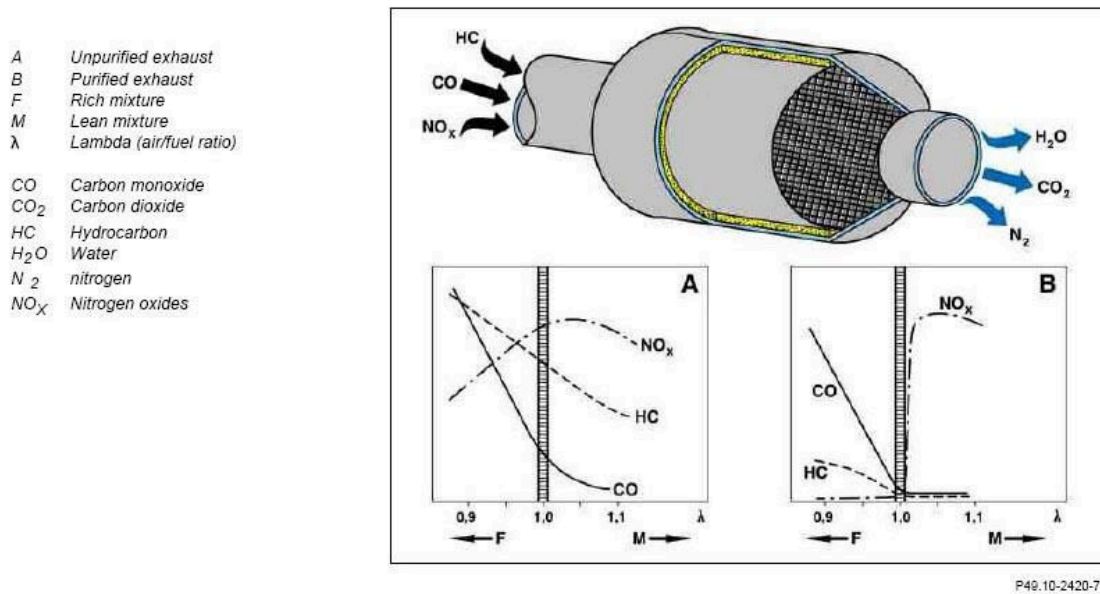 A Unpurified exhaust
B Purified exhaust
F Rich mixture
M Lean mixture
λ Lambda (air/fuel ratio)
CO Carbon monoxide
CO2 Carbon dioxide
HC Hydrocarbon
H2O Water
N 2 nitrogen
NOX Nitrogen oxides
HC
CO
NOX
H2O
CO2
N2
A
NOX
HC
CO
0,9 1,0 1,1 λ
F M
B
NOX
CO
HC
0,9 1,0 1,1 λ
F M
P49.10-2420-7